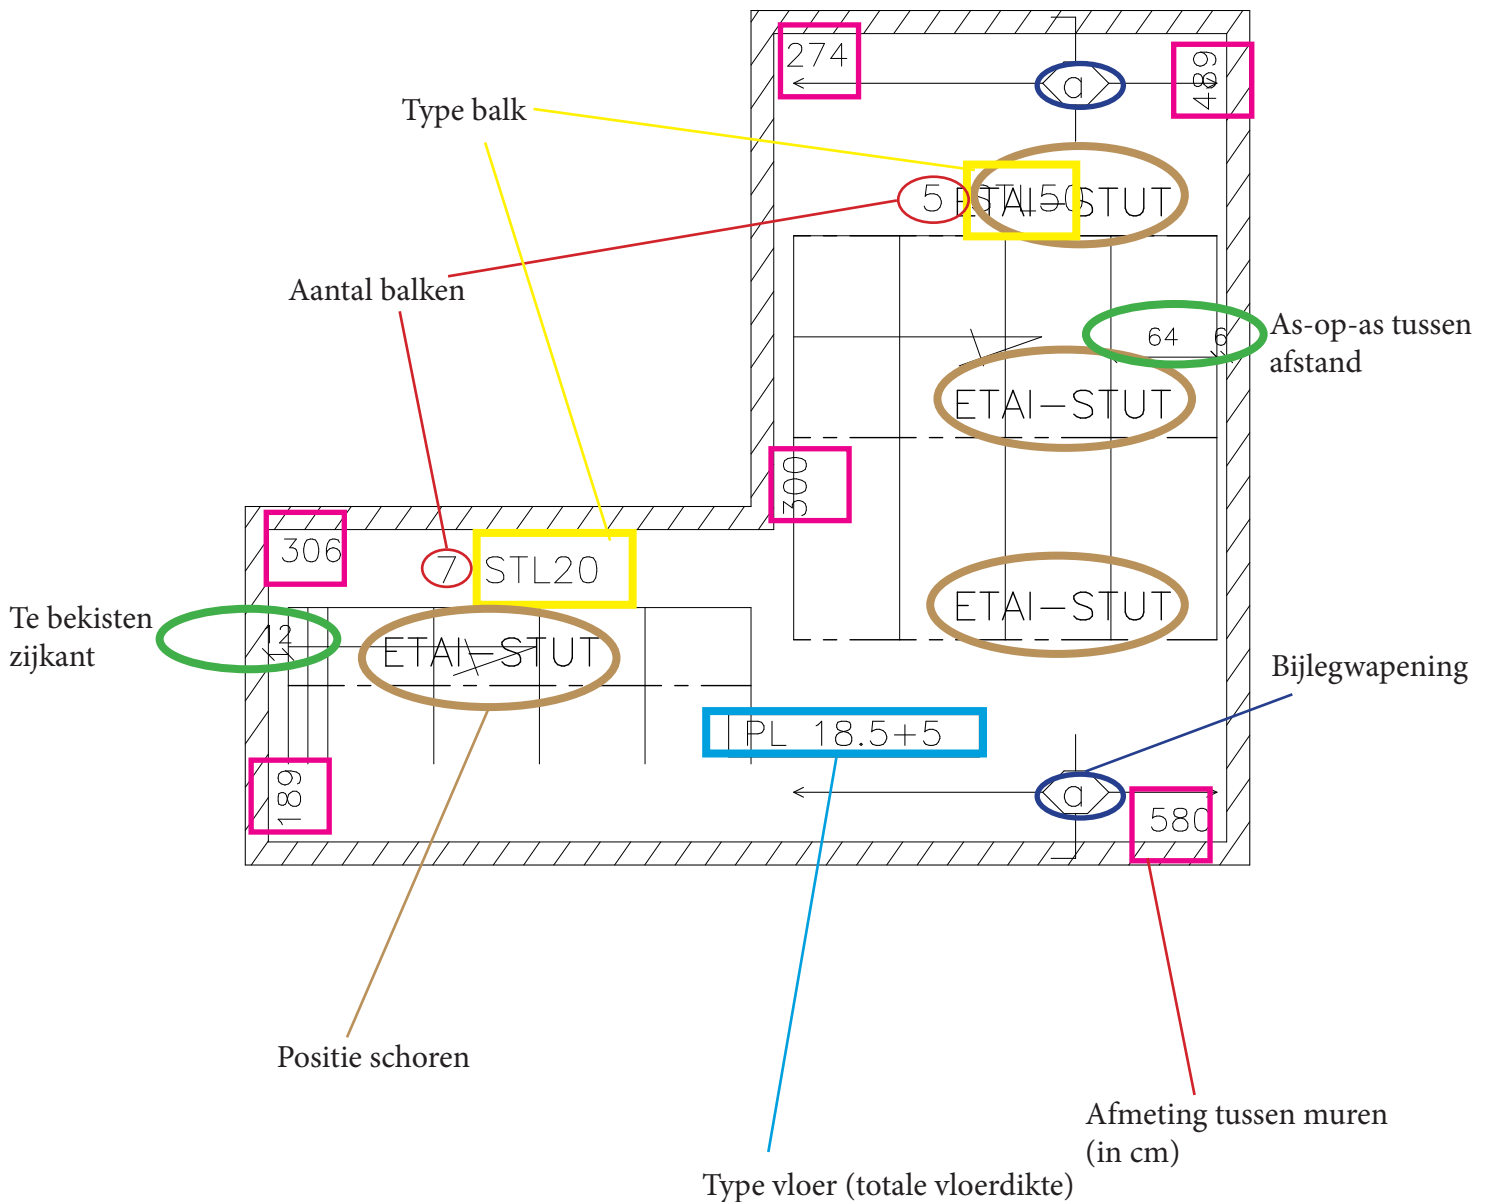 274
489
a
Type balk
5 PSTL50
ETAI-STUT
Aantal balken
As-op-as tussen
afstand
64 6
ETAI-STUT
300
306
7 STL20
ETAI-STUT
Te bekisten
zijkant
12
ETAI-STUT
Bijlegwapening
PL 18.5+5
189
a
580
Positie schoren
Afmeting tussen muren
(in cm)
Type vloer (totale vloerdikte)